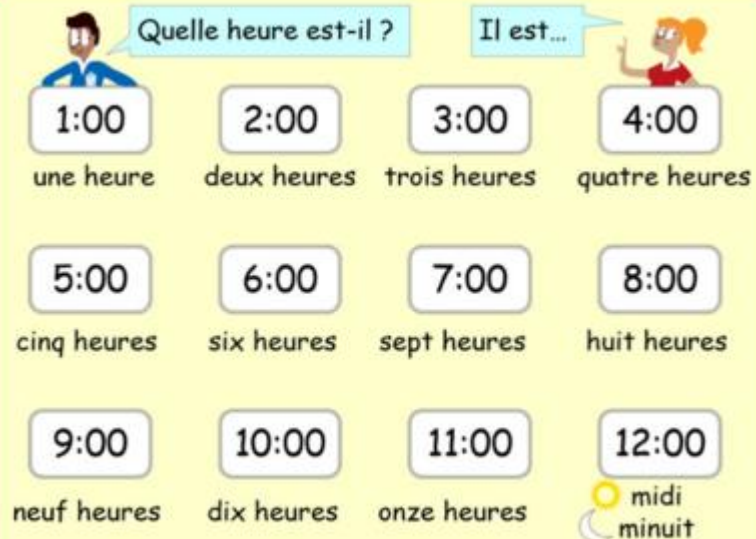 Quelle heure est-il ?
Il est...
1:00 2:00 3:00 4:00
une heure deux heures trois heures quatre heures
5:00 6:00 7:00 8:00
cinq heures six heures sept heures huit heures
9:00 10:00 11:00 12:00
neuf heures dix heures onze heures midi
minuit